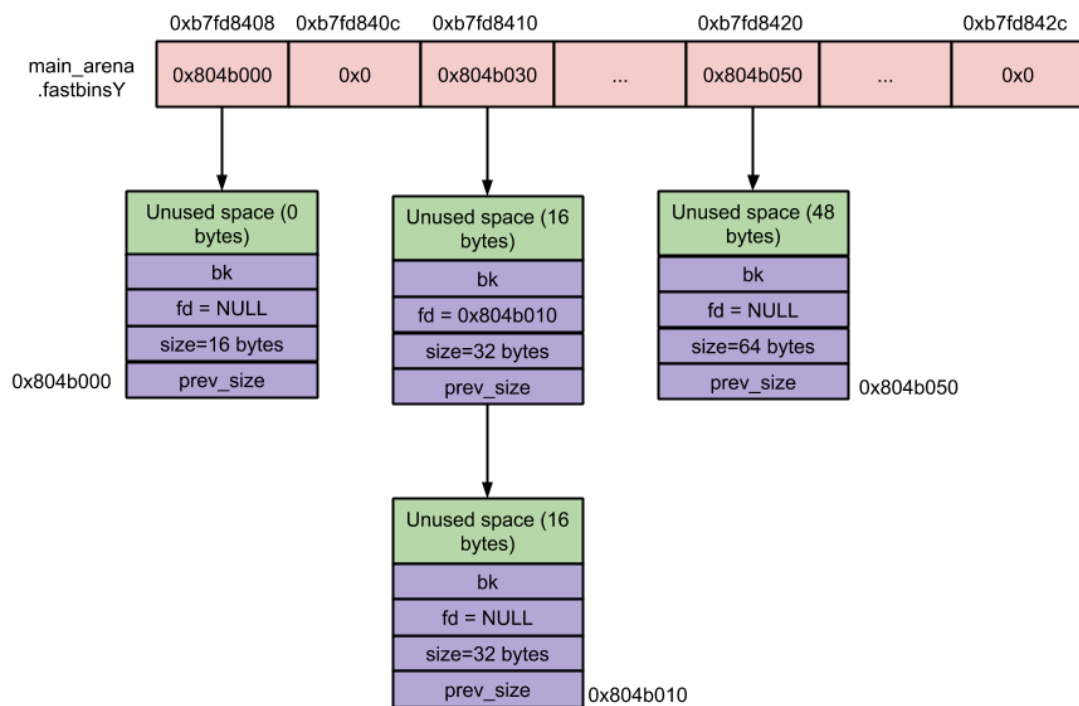 0xb7fd8408 0xb7fd840c 0xb7fd8410 0xb7fd8420 0xb7fd842c
main_arena
.fastbinsY
0x804b000 0x0 0x804b030 ... 0x804b050 ... 0x0
Unused space (0
bytes)
bk
fd = NULL
size=16 bytes
prev_size
0x804b000
Unused space (16
bytes)
bk
fd = 0x804b010
size=32 bytes
prev_size
Unused space (48
bytes)
bk
fd = NULL
size=64 bytes
prev_size
0x804b050
Unused space (16
bytes)
bk
fd = NULL
size=32 bytes
prev_size
0x804b010